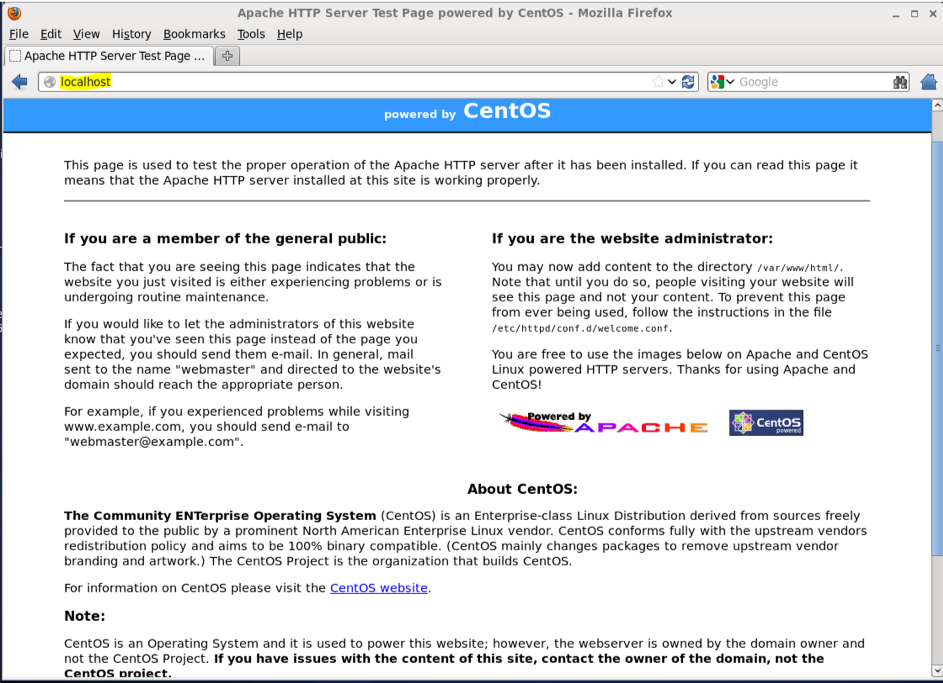 Apache HTTP Server Test Page powered by CentOS - Mozilla Firefox
File Edit View History Bookmarks Tools Help
Apache HTTP Server Test Page ...
localhost
Google
powered by CentOS
This page is used to test the proper operation of the Apache HTTP server after it has been installed. If you can read this page it
means that the Apache HTTP server installed at this site is working properly.
If you are a member of the general public:
The fact that you are seeing this page indicates that the
website you just visited is either experiencing problems or is
undergoing routine maintenance.
If you would like to let the administrators of this website
know that you've seen this page instead of the page you
expected, you should send them e-mail. In general, mail
sent to the name "webmaster" and directed to the website's
domain should reach the appropriate person.
For example, if you experienced problems while visiting
www.example.com, you should send e-mail to
"webmaster@example.com".
If you are the website administrator:
You may now add content to the directory /var/www/html/.
Note that until you do so, people visiting your website will
see this page and not your content. To prevent this page
from ever being used, follow the instructions in the file
/etc/httpd/conf.d/welcome.conf.
You are free to use the images below on Apache and CentOS
Linux powered HTTP servers. Thanks for using Apache and
CentOS!
Powered by
APACHE
CentOS
powered
About CentOS:
The Community ENTerprise Operating System (CentOS) is an Enterprise-class Linux Distribution derived from sources freely
provided to the public by a prominent North American Enterprise Linux vendor. CentOS conforms fully with the upstream vendors
redistribution policy and aims to be 100% binary compatible. (CentOS mainly changes packages to remove upstream vendor
branding and artwork.) The CentOS Project is the organization that builds CentOS.
For information on CentOS please visit the CentOS website.
Note:
CentOS is an Operating System and it is used to power this website; however, the webserver is owned by the domain owner and
not the CentOS Project. If you have issues with the content of this site, contact the owner of the domain, not the
CentOS project.